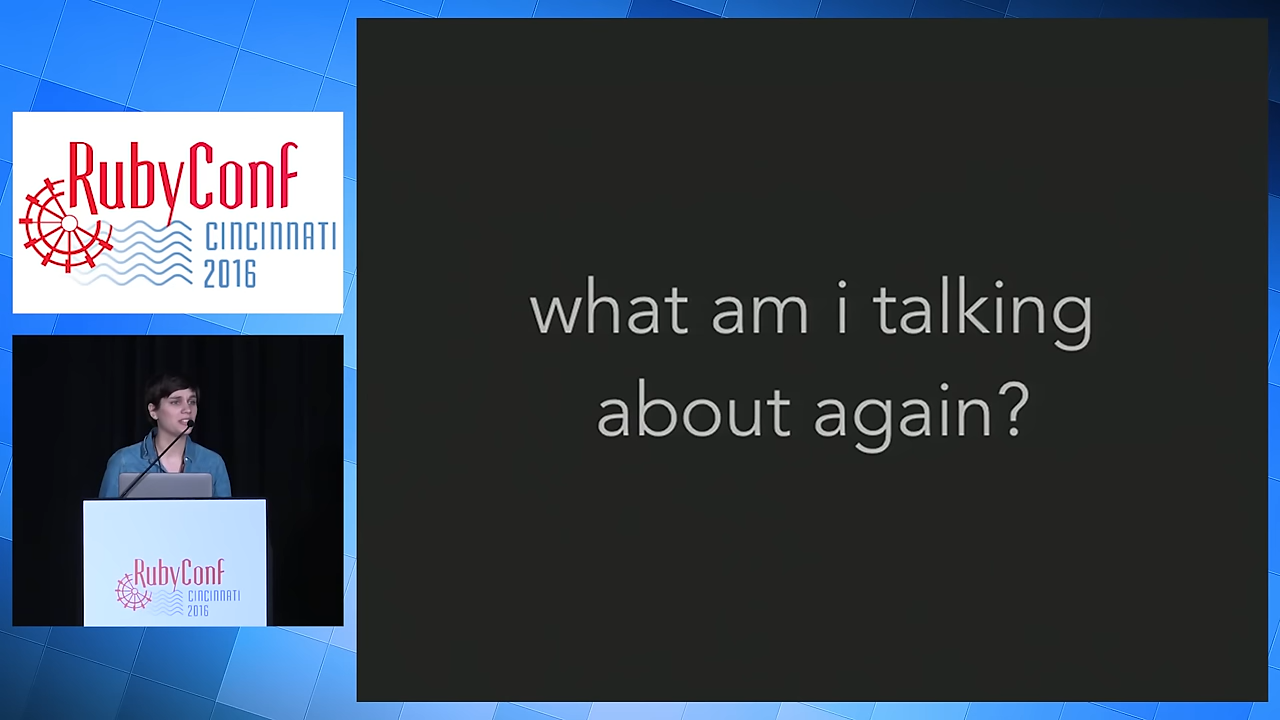 RubyConf
CINCINNATI
2016
what am i talking
about again?
RubyConf
CINCINNATI
2016